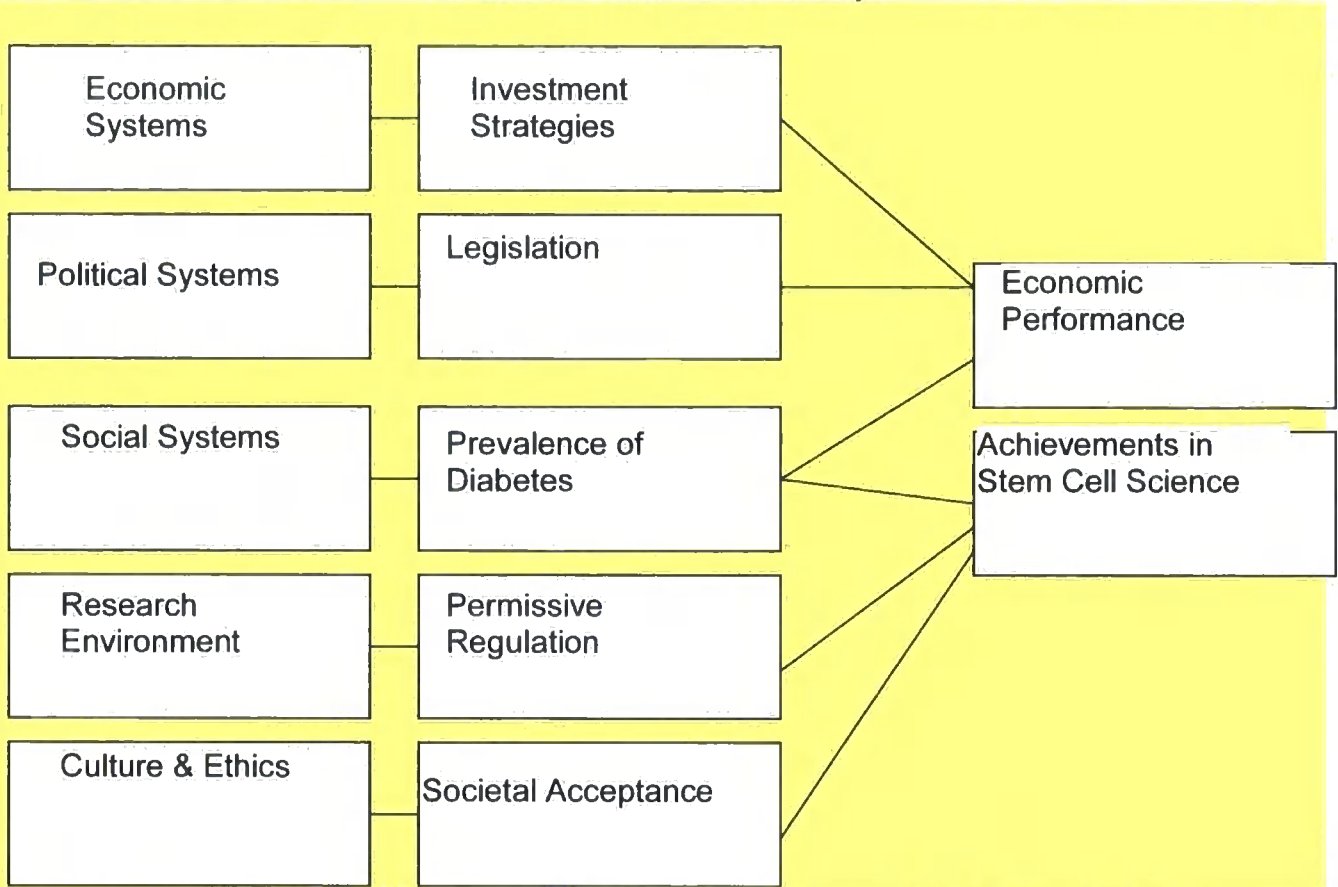 Economic
Systems
Investment
Strategies
Political Systems
Legislation
Economic
Performance
Social Systems
Prevalence of
Diabetes
Achievements in
Stem Cell Science
Research
Environment
Permissive
Regulation
Culture & Ethics
Societal Acceptance